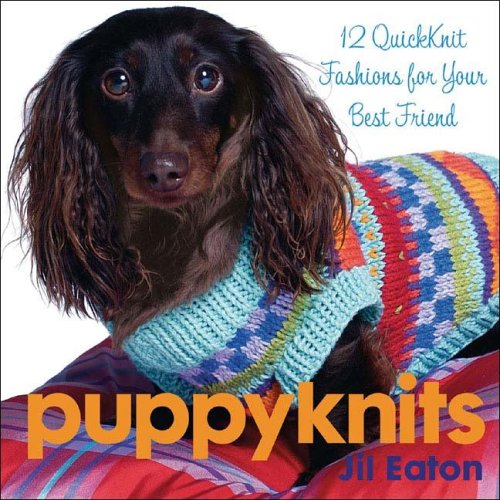 12 QuickKnit
Fashions for Your
Best Friend
puppyknits
Jil Eaton